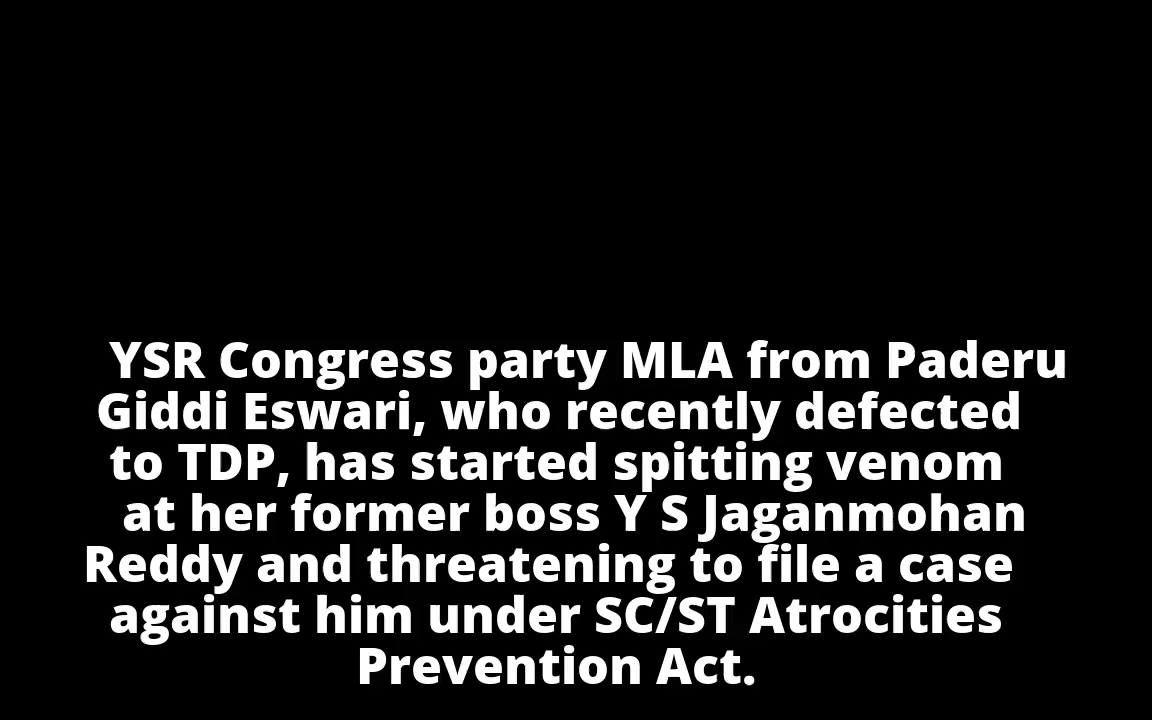 YSR Congress party MLA from Paderu
Giddi Eswari, who recently defected
to TDP, has started spitting venom
at her former boss Y S Jaganmohan
Reddy and threatening to file a case
against him under SC/ST Atrocities
Prevention Act.